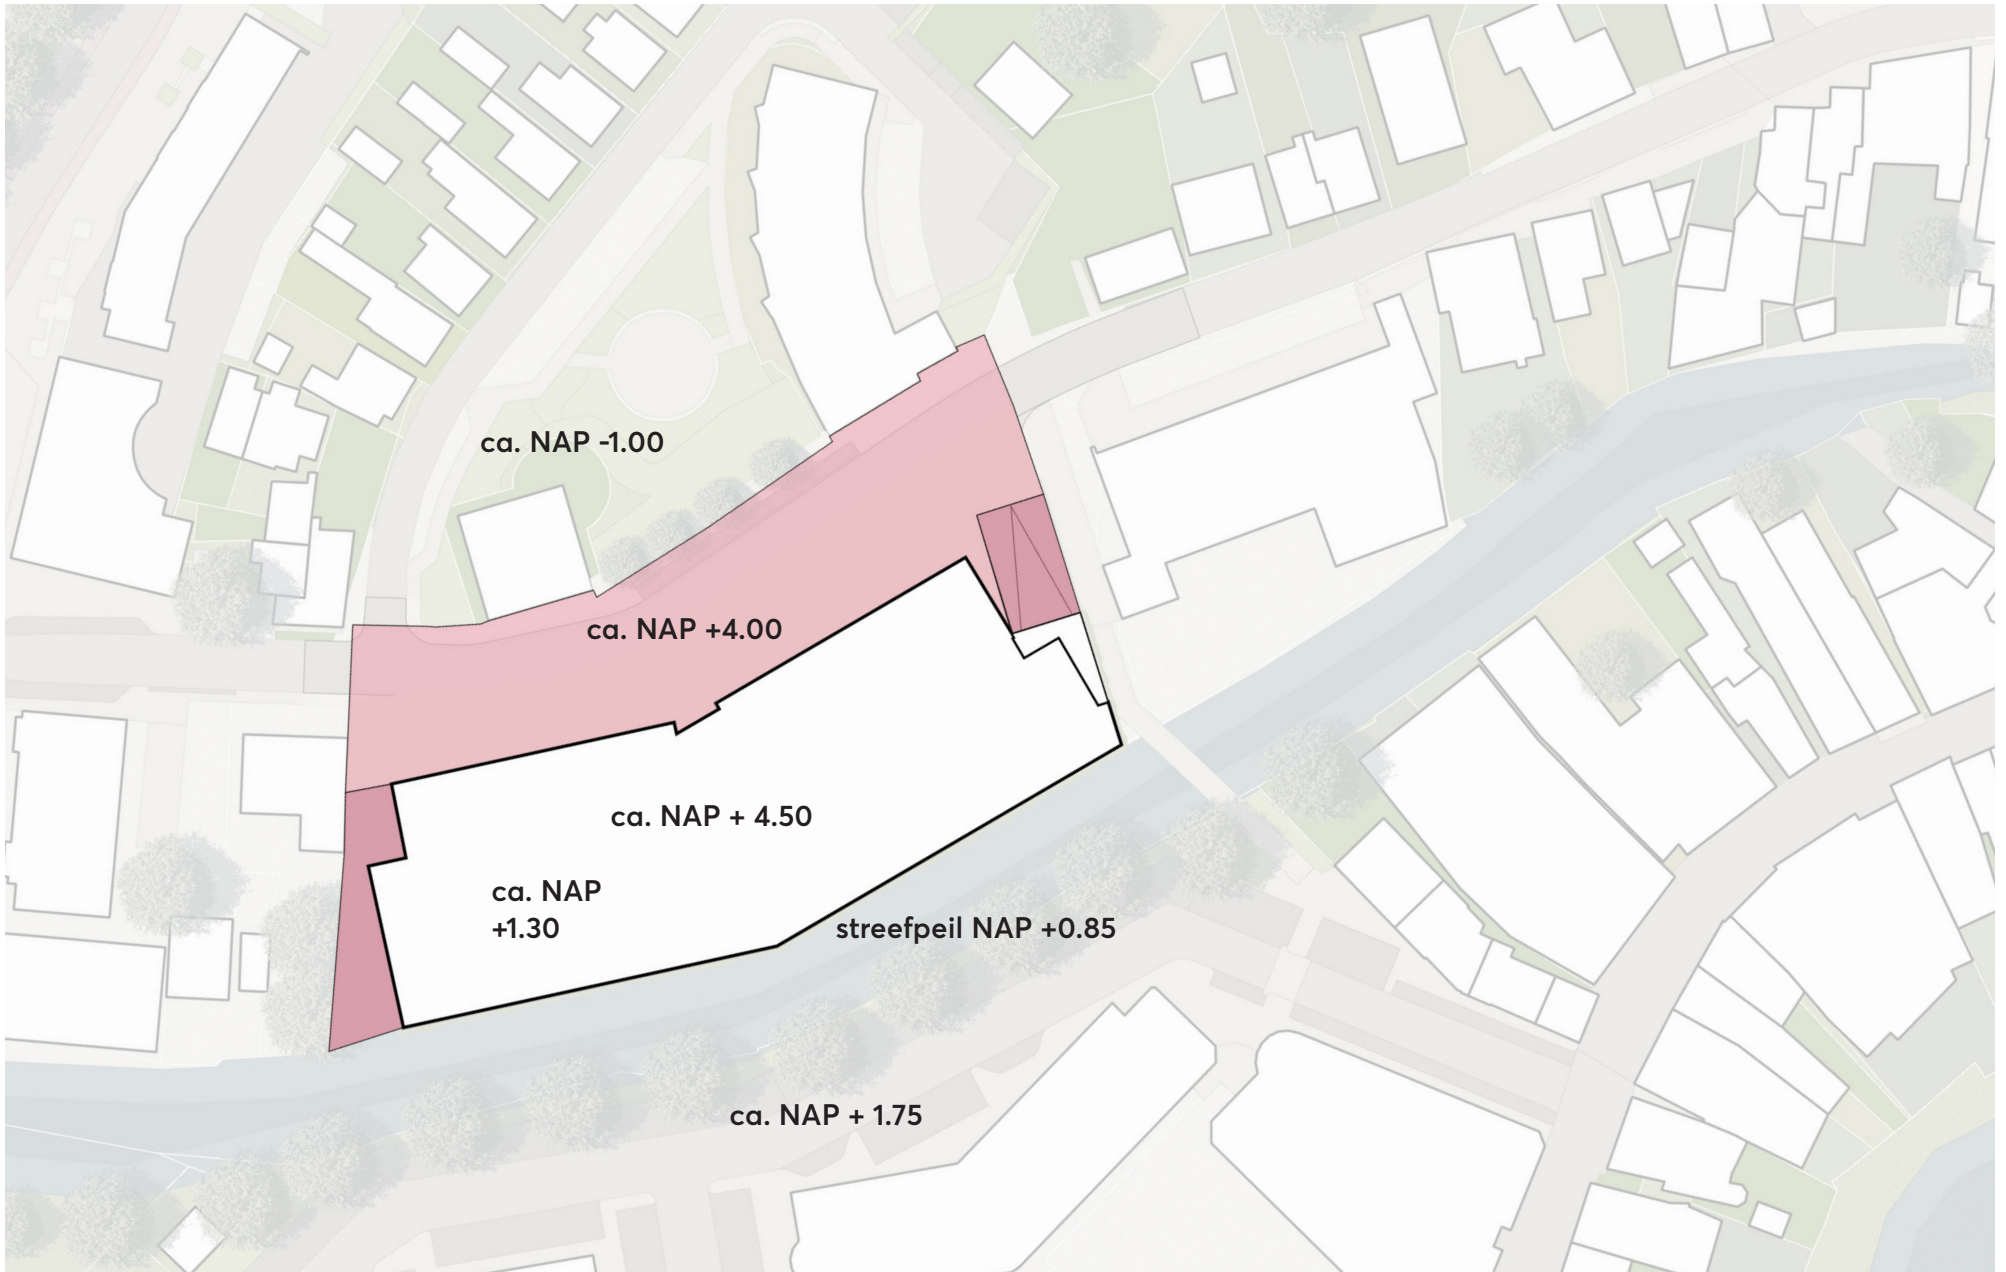 ca. NAP -1.00
ca. NAP +4.00
ca. NAP + 4.50
ca. NAP
+1.30
streefpeil NAP +0.85
ca. NAP + 1.75